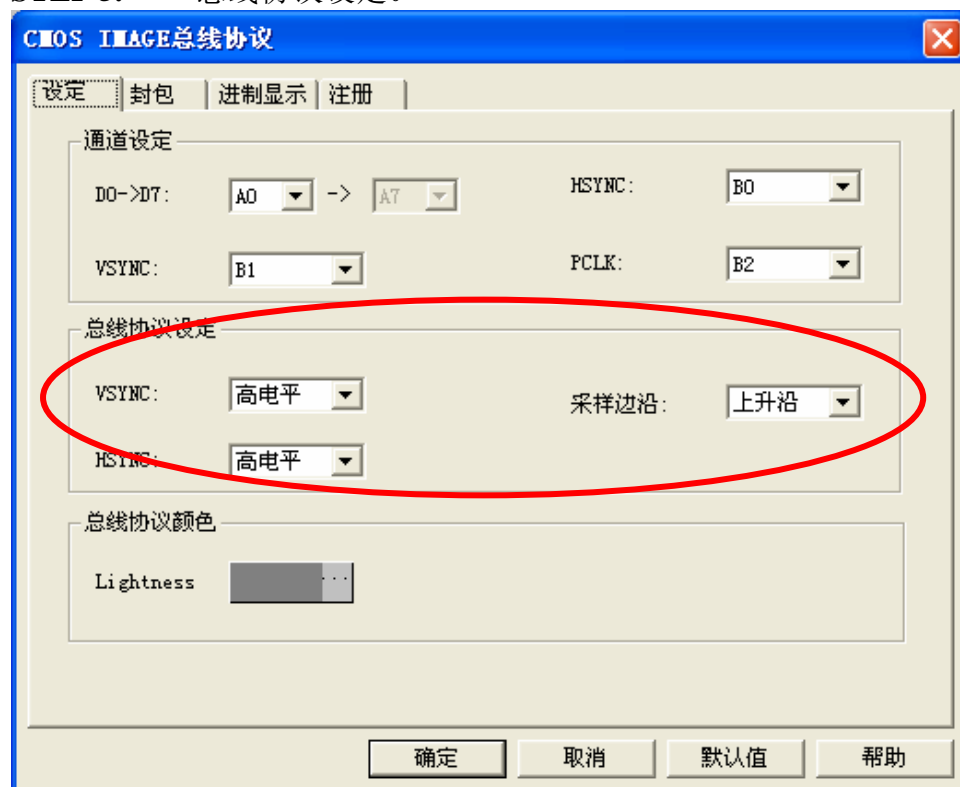 CMOS IMAGE总线协议
设定 封包 进制显示 注册
通道设定
D0->D7: A0 -> A7 HSYNC: B0
VSYNC: B1 PCLK: B2
总线协议设定
VSYNC: 高电平 采样边沿: 上升沿
HSYNC: 高电平
总线协议颜色
Lightness ...
确定 取消 默认值 帮助